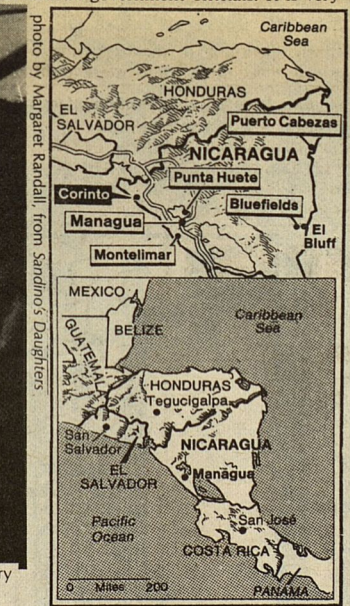 photo by Margaret Randall, from Sandino's Daughters
Caribbean
Sea
HONDURAS
EL
SALVADOR
Puerto Cabezas
NICARAGUA
Punta Huete
Corinto
Bluefields
Managua
El
Bluff
Montelimar
MEXICO
Caribbean
Sea
BELIZE
GUATEMALA
HONDURAS
Tegucigalpa
San
Salvador
NICARAGUA
EL
SALVADOR
Managua
Pacific
Ocean
San José
COSTA RICA
0 Miles 200
PANAMA
ry